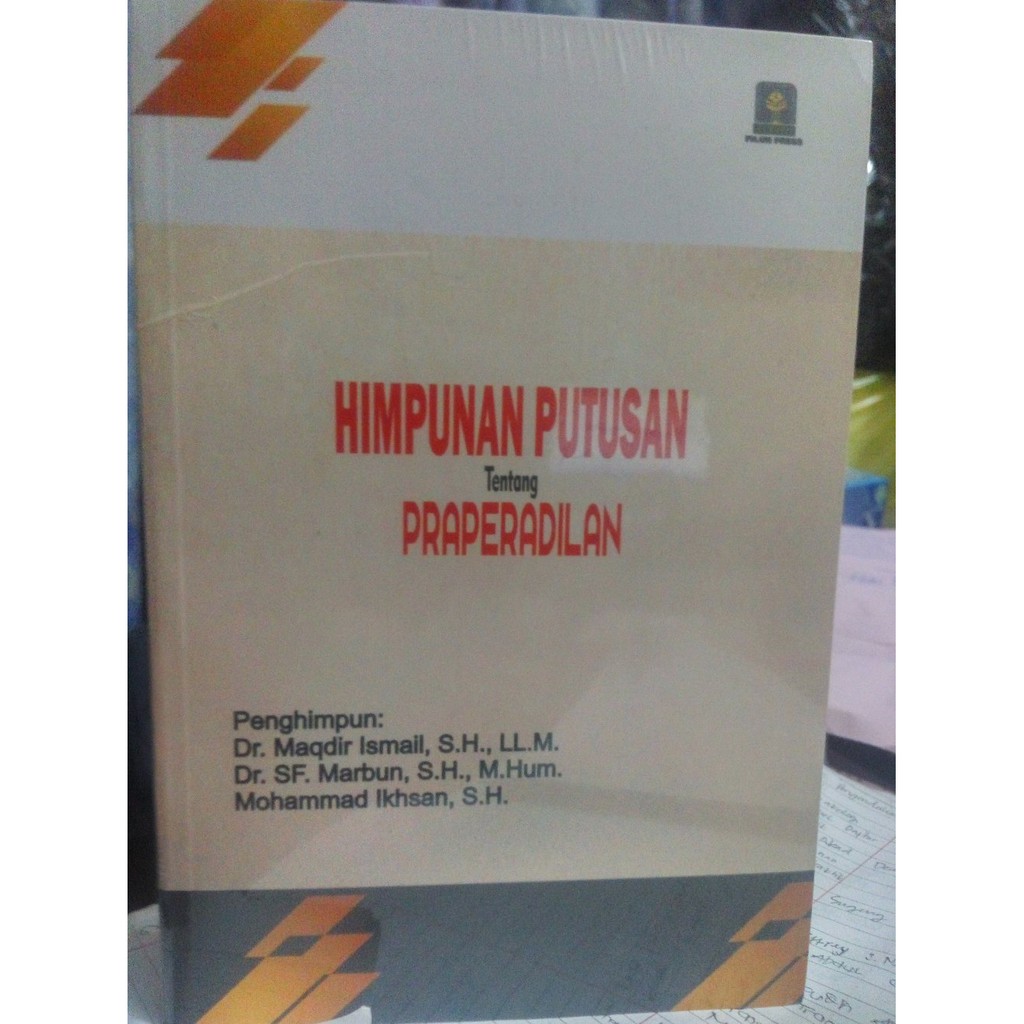 HIMPUNAN PUTUSAN
Tentang
PRAPERADILAN
Penghimpun:
Dr. Maqdir Ismail, S.H., LL.M.
Dr. SF. Marbun, S.H., M.Hum.
Mohammad Ikhsan, S.H.